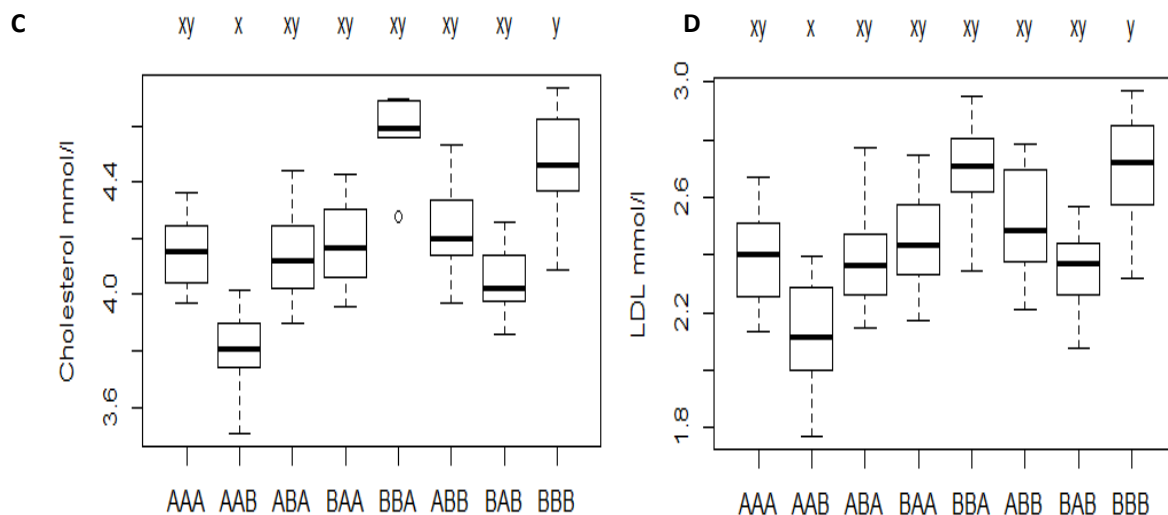 C
xy x xy xy xy xy xy y
Cholesterol mmol/l
4.4
4.0
3.6
AAA AAB ABA BAA BBA ABB BAB BBB
D
xy x xy xy xy xy xy y
LDL mmol/l
3.0
2.6
2.2
1.8
AAA AAB ABA BAA BBA ABB BAB BBB